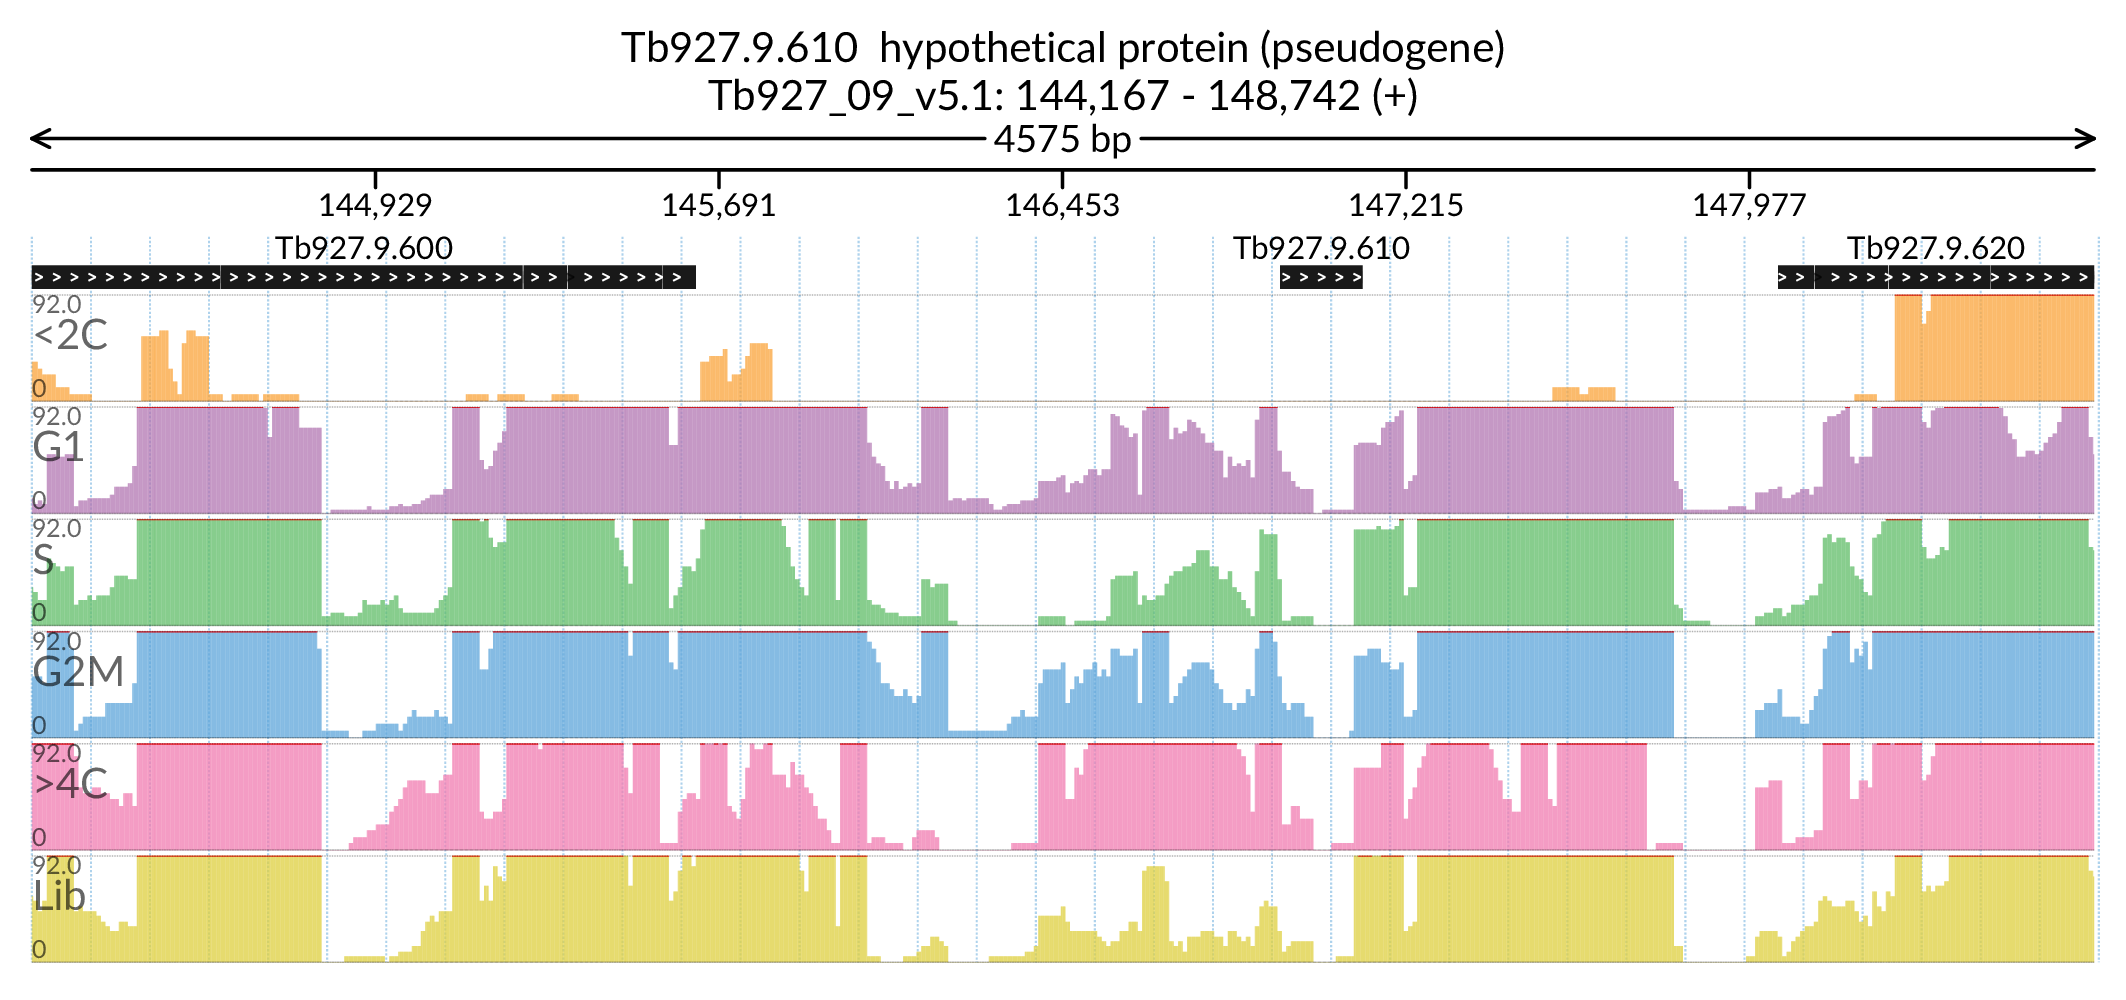 Tb927.9.610  hypothetical protein (pseudogene)
Tb927_09_v5.1: 144,167 - 148,742 (+)
4575 bp
144,929 145,691 146,453 147,215 147,977
Tb927.9.600 Tb927.9.610 Tb927.9.620
92.0
<2C
0
92.0
G1
0
92.0
S
0
92.0
G2M
0
92.0
>4C
0
92.0
Lib
0